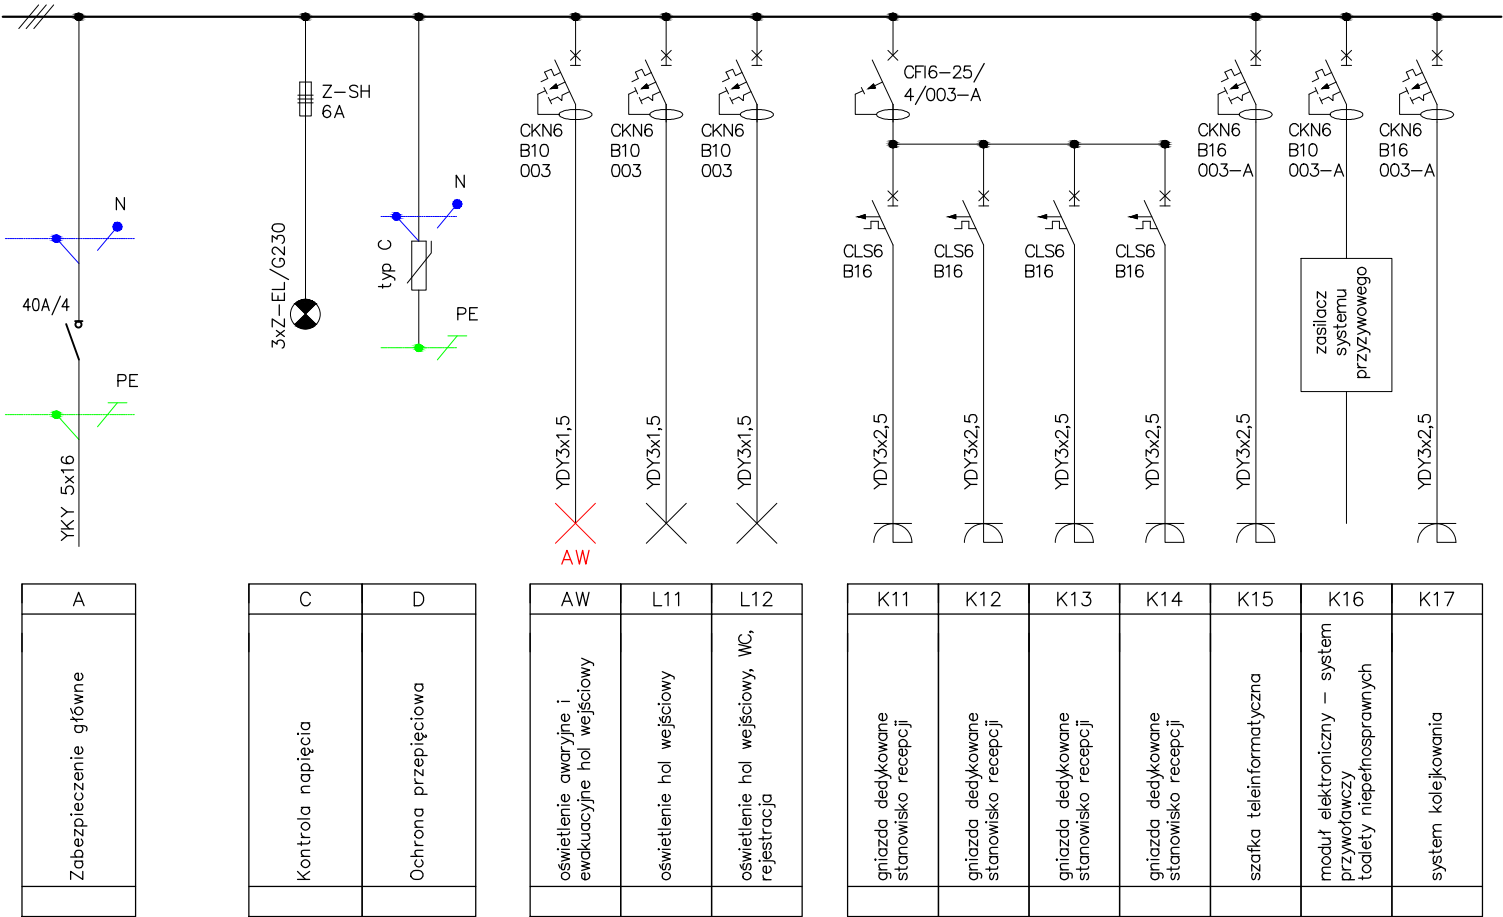 Z-SH
6A
CKN6
B10
003
CKN6
B10
003
CKN6
B10
003
CFI6-25/
4/003-A
CKN6
B16
003-A
CKN6
B10
003-A
CKN6
B16
003-A
N
N
3xZ-EL/G230
typ C
CLS6
B16
CLS6
B16
CLS6
B16
CLS6
B16
40A/4
PE
PE
zasilacz
systemu
przyzywowego
YKY 5x16
YDY3x1,5
YDY3x1,5
YDY3x1,5
YDY3x2,5
YDY3x2,5
YDY3x2,5
YDY3x2,5
YDY3x2,5
YDY3x2,5
AW
A
C
D
AW
L11
L12
K11
K12
K13
K14
K15
K16
K17
Zabezpieczenie główne
Kontrola napięcia
Ochrona przepięciowa
oświetlenie awaryjne i
ewakuacyjne hol wejściowy
oświetlenie hol wejściowy
oświetlenie hol wejściowy, WC,
rejestracja
gniazda dedykowane
stanowisko recepcji
gniazda dedykowane
stanowisko recepcji
gniazda dedykowane
stanowisko recepcji
gniazda dedykowane
stanowisko recepcji
szafka teleinformatyczna
moduł elektroniczny - system
przywoławczy
toalety niepełnosprawnych
system kolejkowania